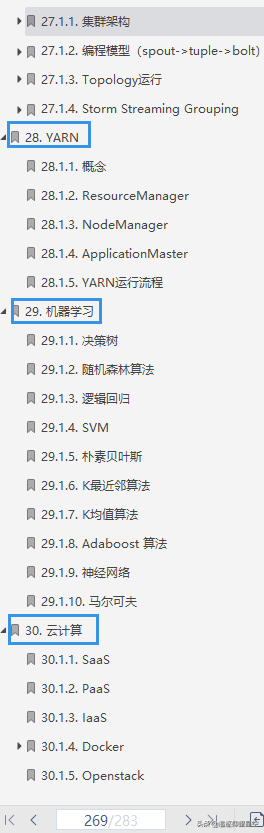 27.1.1. 集群架构
27.1.2. 编程模型（spout->tuple->bolt）
27.1.3. Topology运行
27.1.4. Storm Streaming Grouping
28. YARN
28.1.1. 概念
28.1.2. ResourceManager
28.1.3. NodeManager
28.1.4. ApplicationMaster
28.1.5. YARN运行流程
29. 机器学习
29.1.1. 决策树
29.1.2. 随机森林算法
29.1.3. 逻辑回归
29.1.4. SVM
29.1.5. 朴素贝叶斯
29.1.6. K最近邻算法
29.1.7. K均值算法
29.1.8. Adaboost 算法
29.1.9. 神经网络
29.1.10. 马尔可夫
30. 云计算
30.1.1. SaaS
30.1.2. PaaS
30.1.3. IaaS
30.1.4. Docker
30.1.5. Openstack
269/283